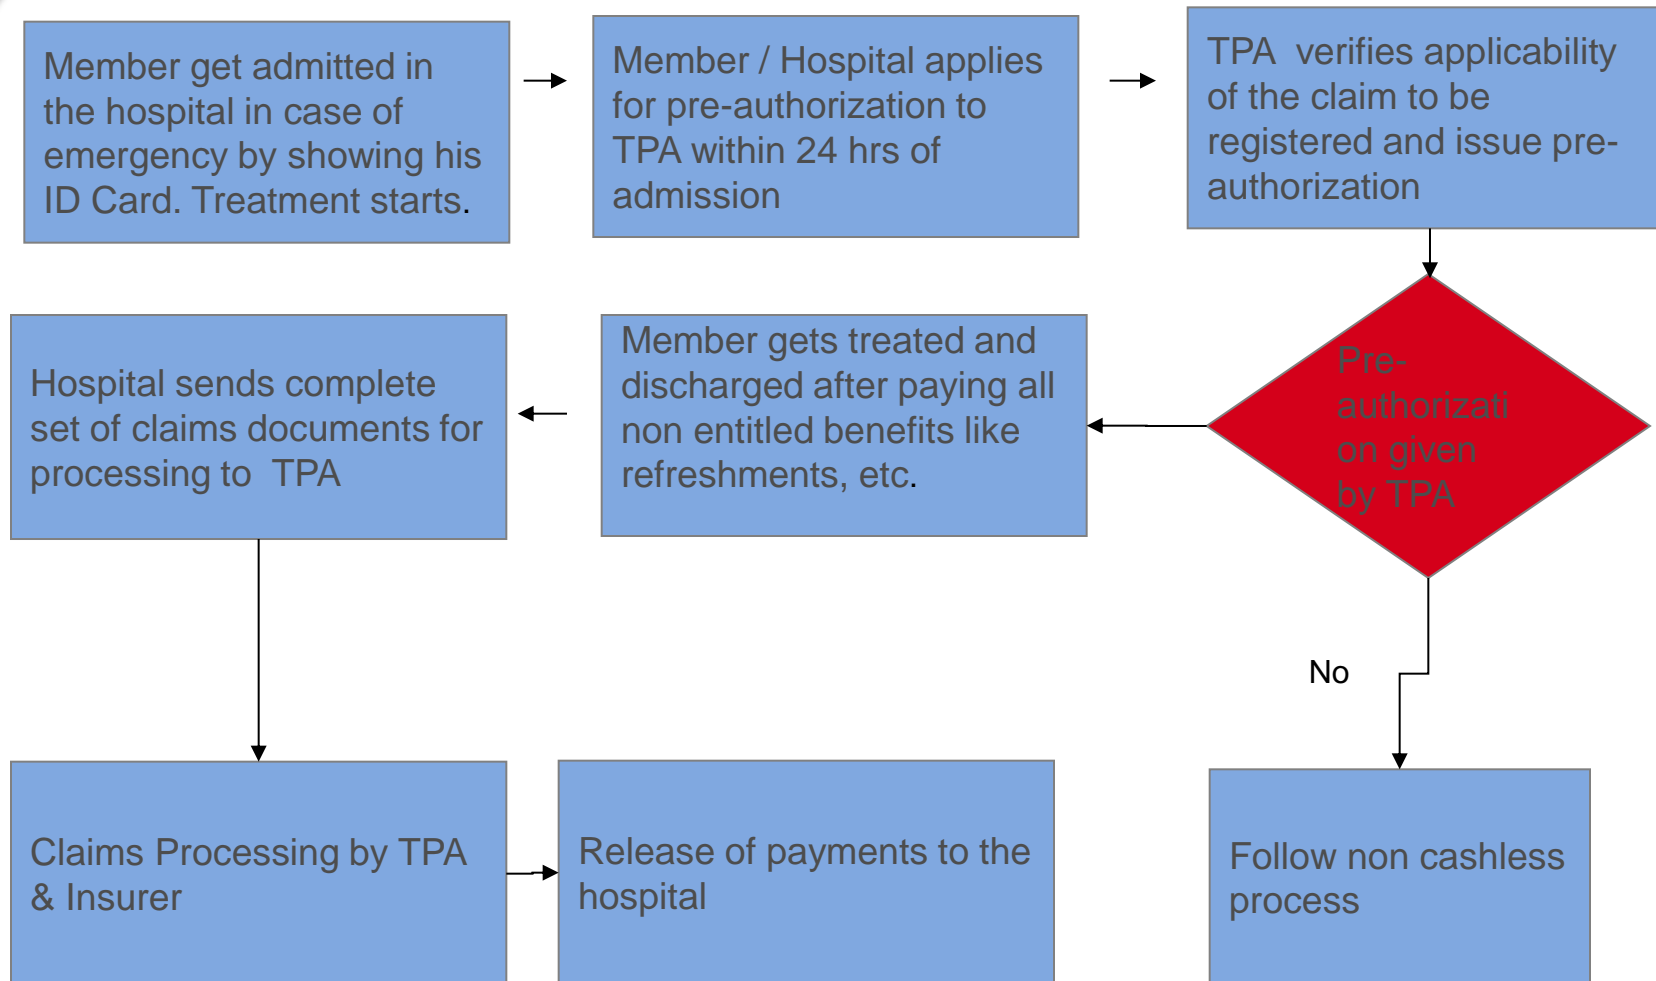 Member get admitted in
the hospital in case of
emergency by showing his
ID Card. Treatment starts.
Member / Hospital applies
for pre-authorization to
TPA within 24 hrs of
admission
TPA  verifies applicability
of the claim to be
registered and issue pre-
authorization
Hospital sends complete
set of claims documents for
processing to  TPA
Member gets treated and
discharged after paying all
non entitled benefits like
refreshments, etc.
Pre-
authorizati
on given
by TPA
No
Claims Processing by TPA
& Insurer
Release of payments to the
hospital
Follow non cashless
process